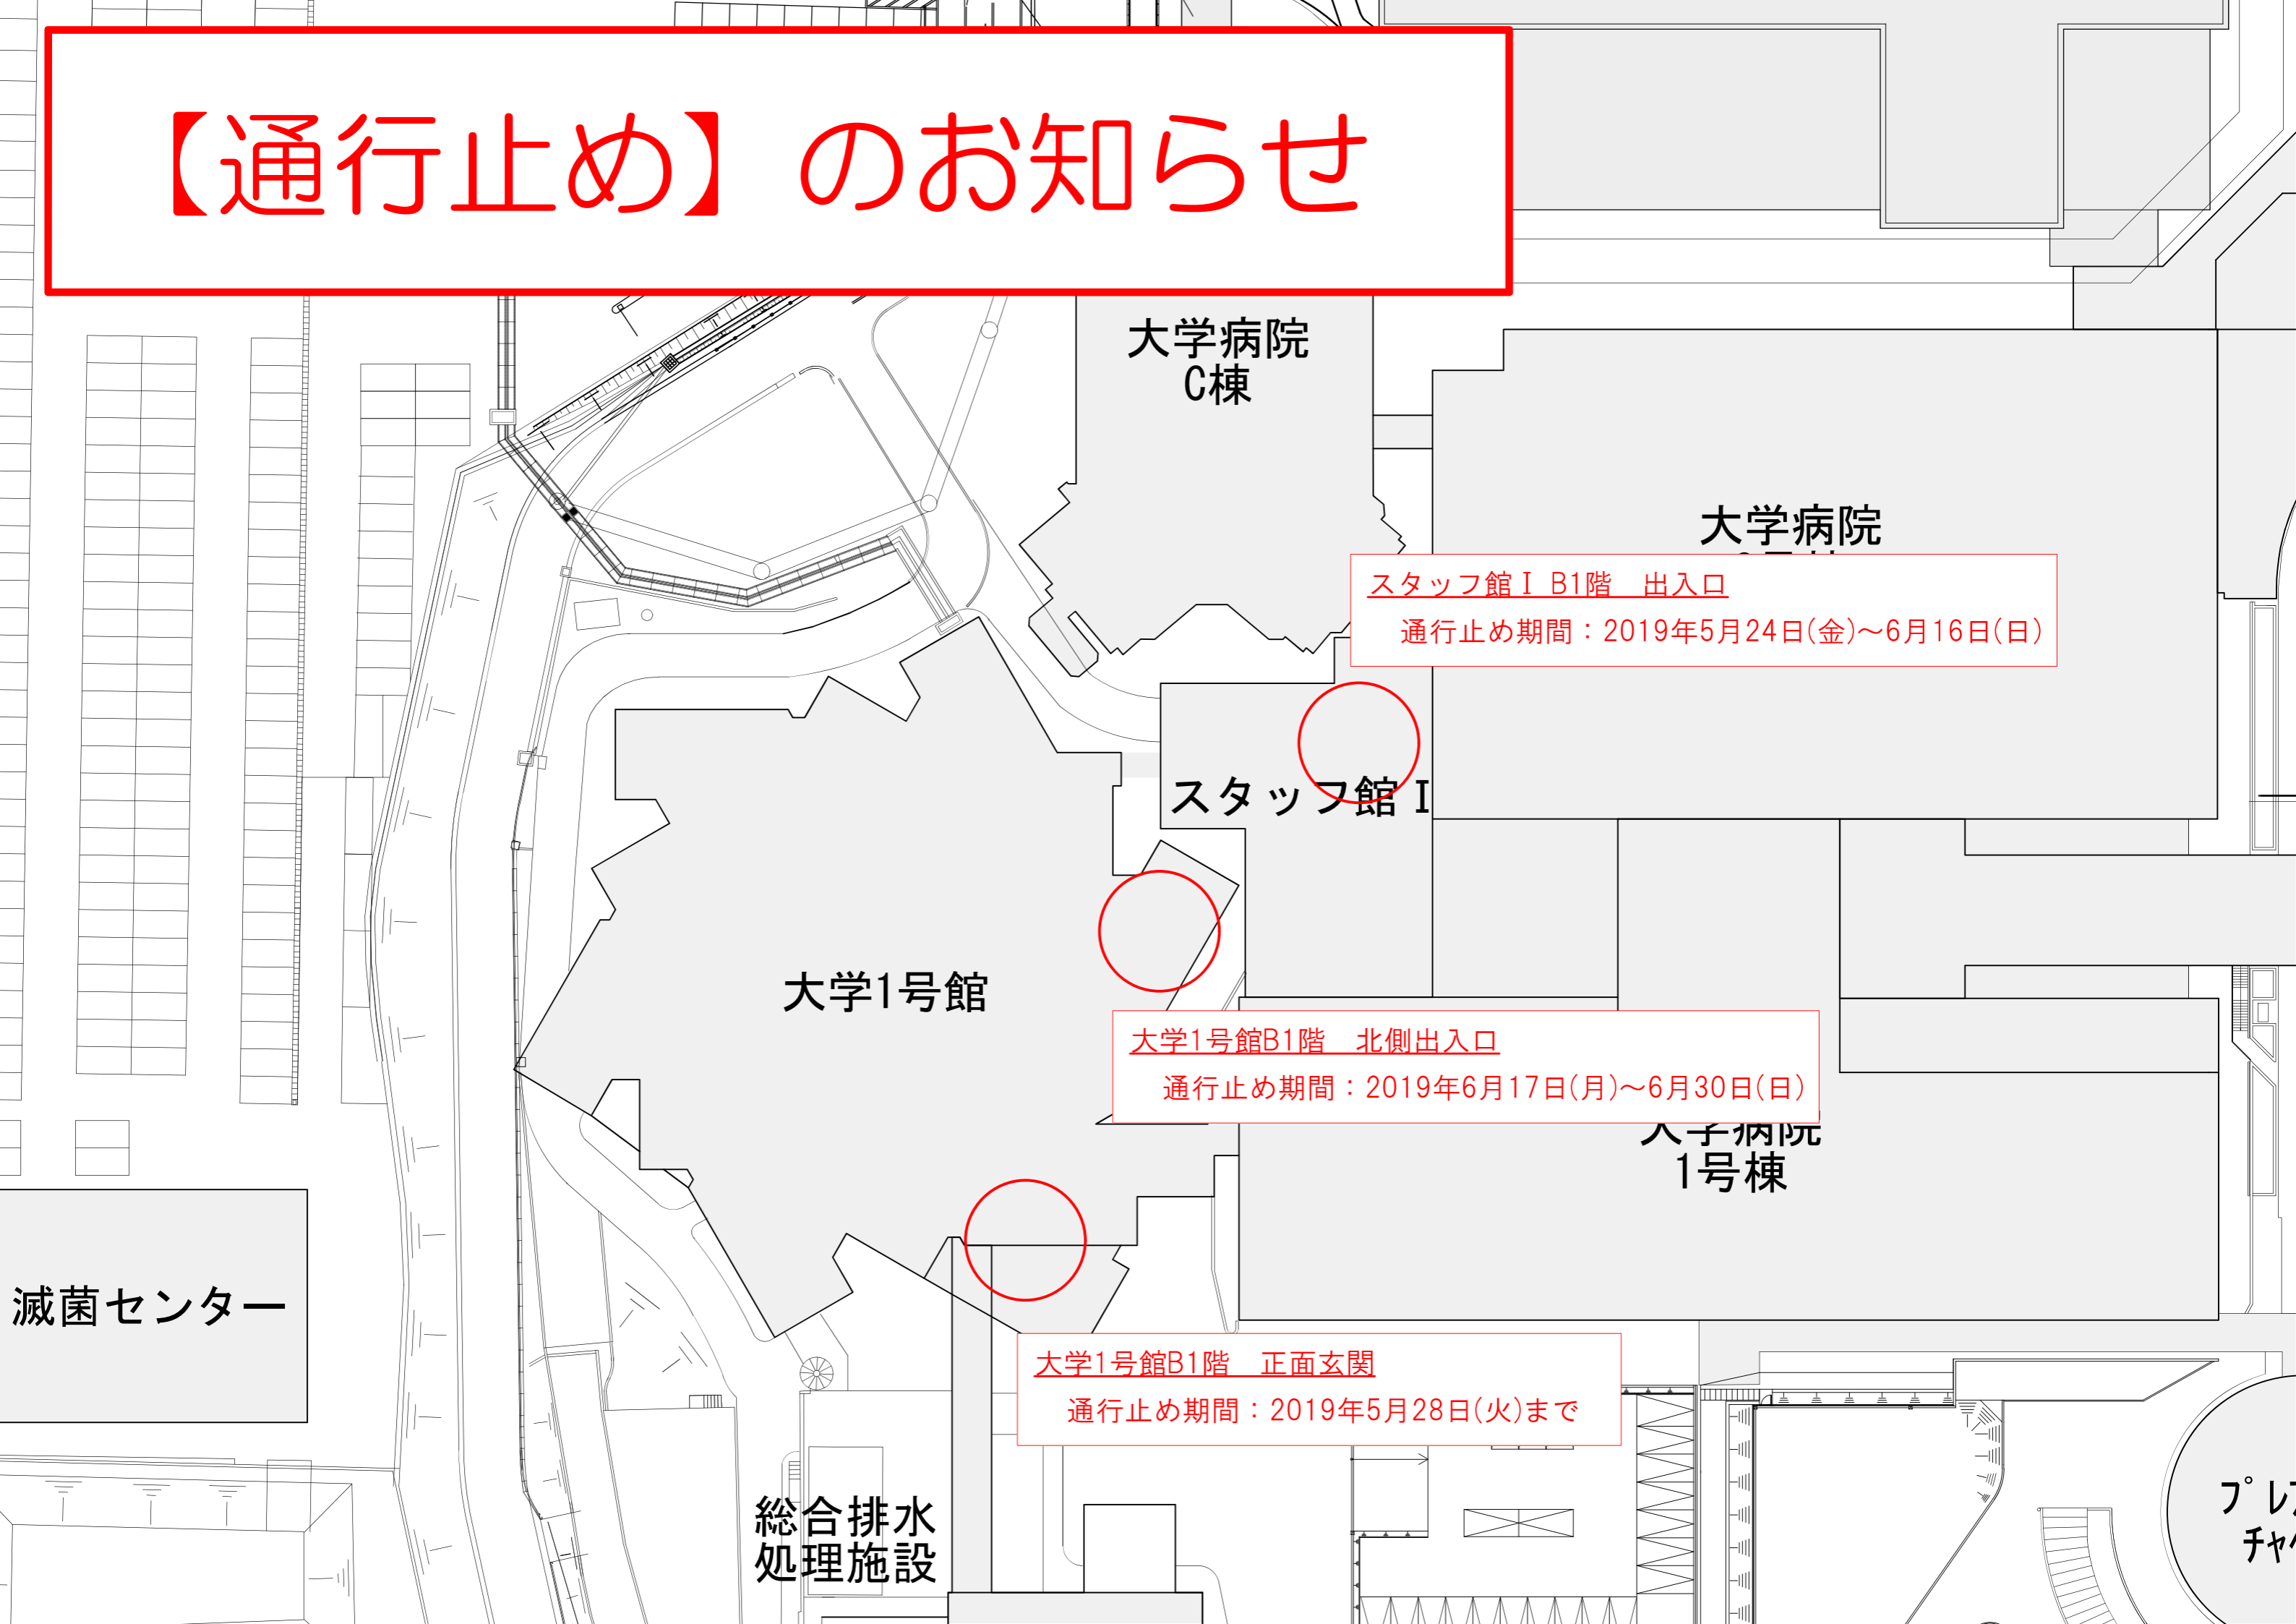 【通行止め】のお知らせ
大学病院
C棟
大学病院
スタッフ館Ⅰ B1階　出入口
通行止め期間：2019年5月24日(金)～6月16日(日)
スタッフ館Ⅰ
大学1号館
大学1号館B1階　北側出入口
通行止め期間：2019年6月17日(月)～6月30日(日)
大学病院
1号棟
滅菌センター
大学1号館B1階　正面玄関
通行止め期間：2019年5月28日(火)まで
総合排水
処理施設